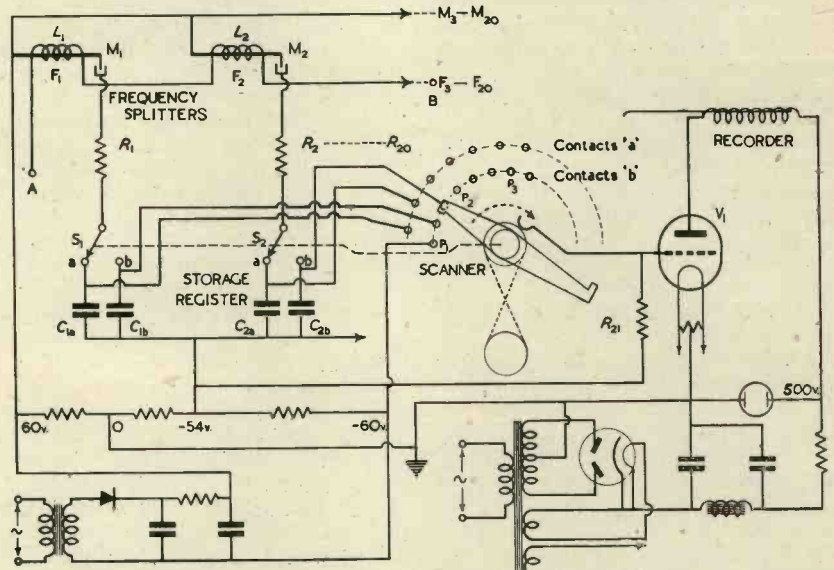 M₃ — M₂₀
L₁
M₁
L₂
M₂
F₁
F₂
B
F₃ — F₂₀
FREQUENCY
SPLITTERS
RECORDER
R₁
R₂
R₂₀
Contacts 'a'
Contacts 'b'
A
P₂
P₃
V₁
S₁
S₂
P₁
a
b
a
b
SCANNER
STORAGE
REGISTER
R₂₁
C₁ₐ
C₁b
C₂ₐ
C₂b
60v.
O
-54v.
-60v.
500v.
~
~